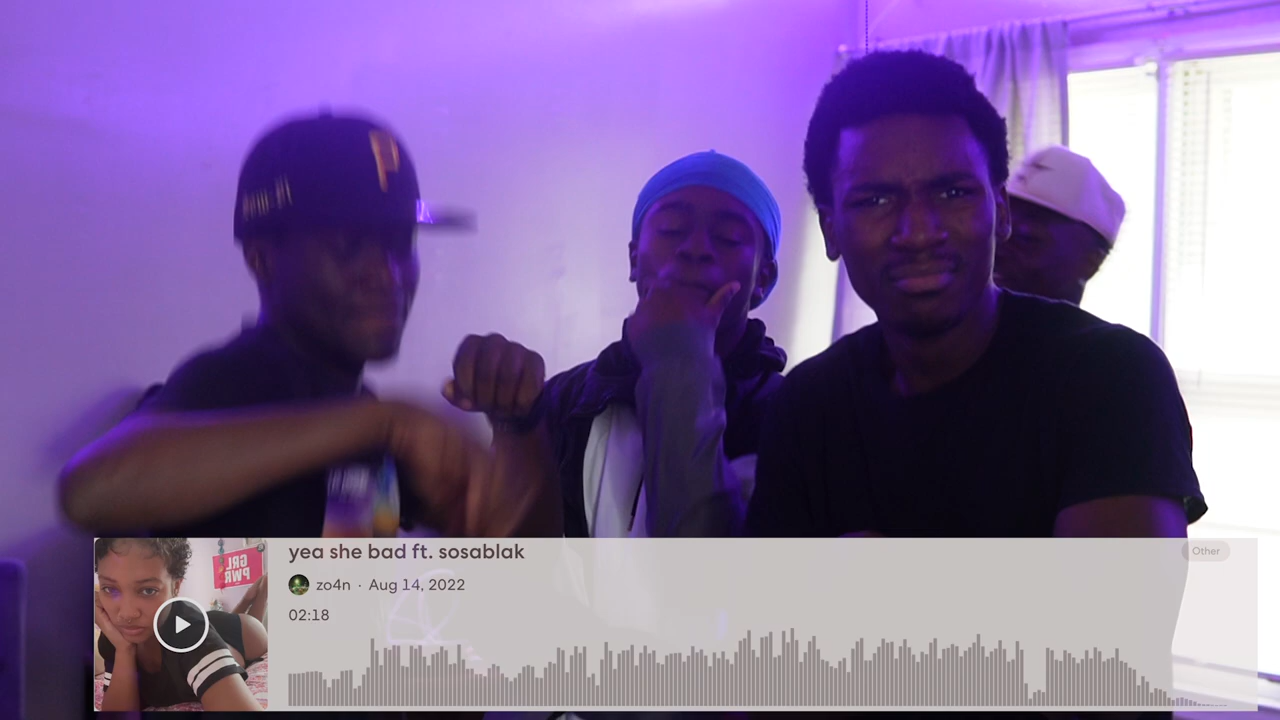 P
GRL
PWR
yea she bad ft. sosablak
Other
zo4n · Aug 14, 2022
02:18